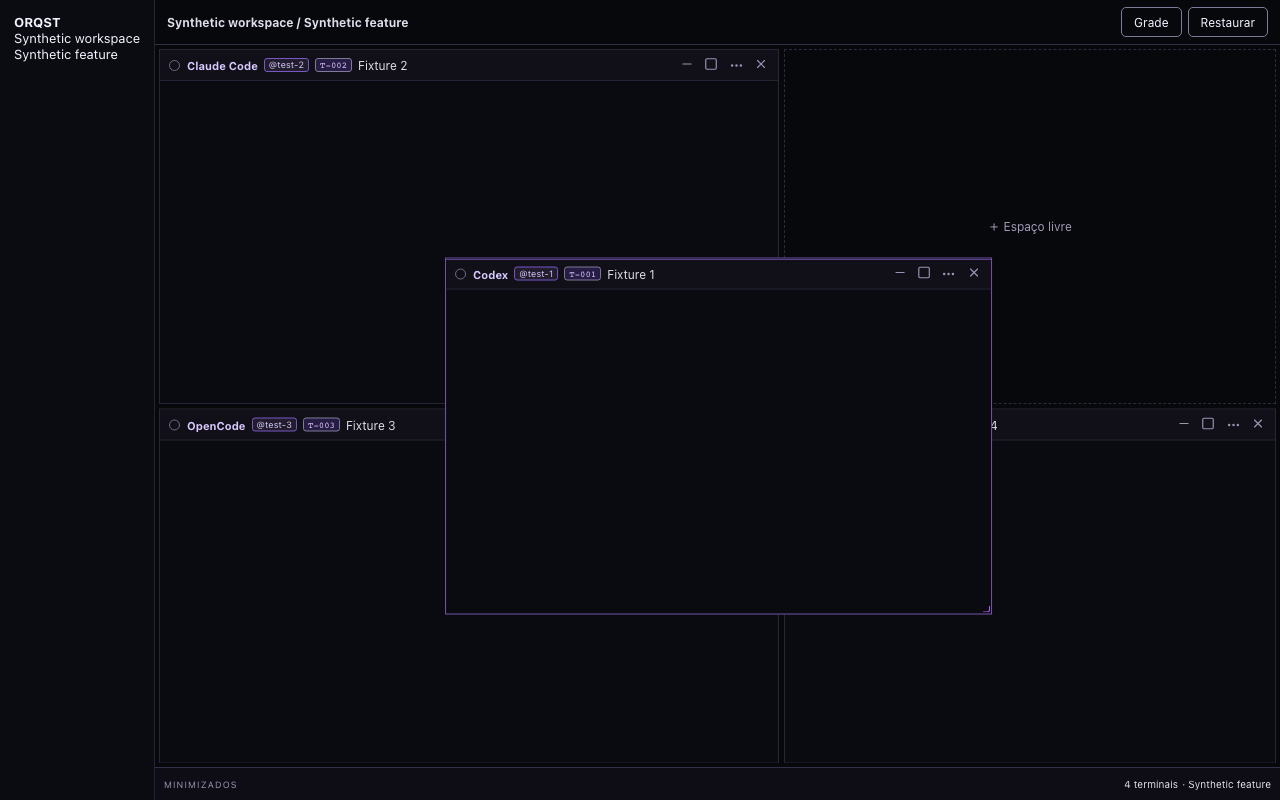 ORQST
Synthetic workspace
Synthetic feature
Synthetic workspace / Synthetic feature
Grade
Restaurar
Claude Code @test-2 T-002 Fixture 2
+ Espaço livre
Codex @test-1 T-001 Fixture 1
OpenCode @test-3 T-003 Fixture 3
4
MINIMIZADOS
4 terminals · Synthetic feature